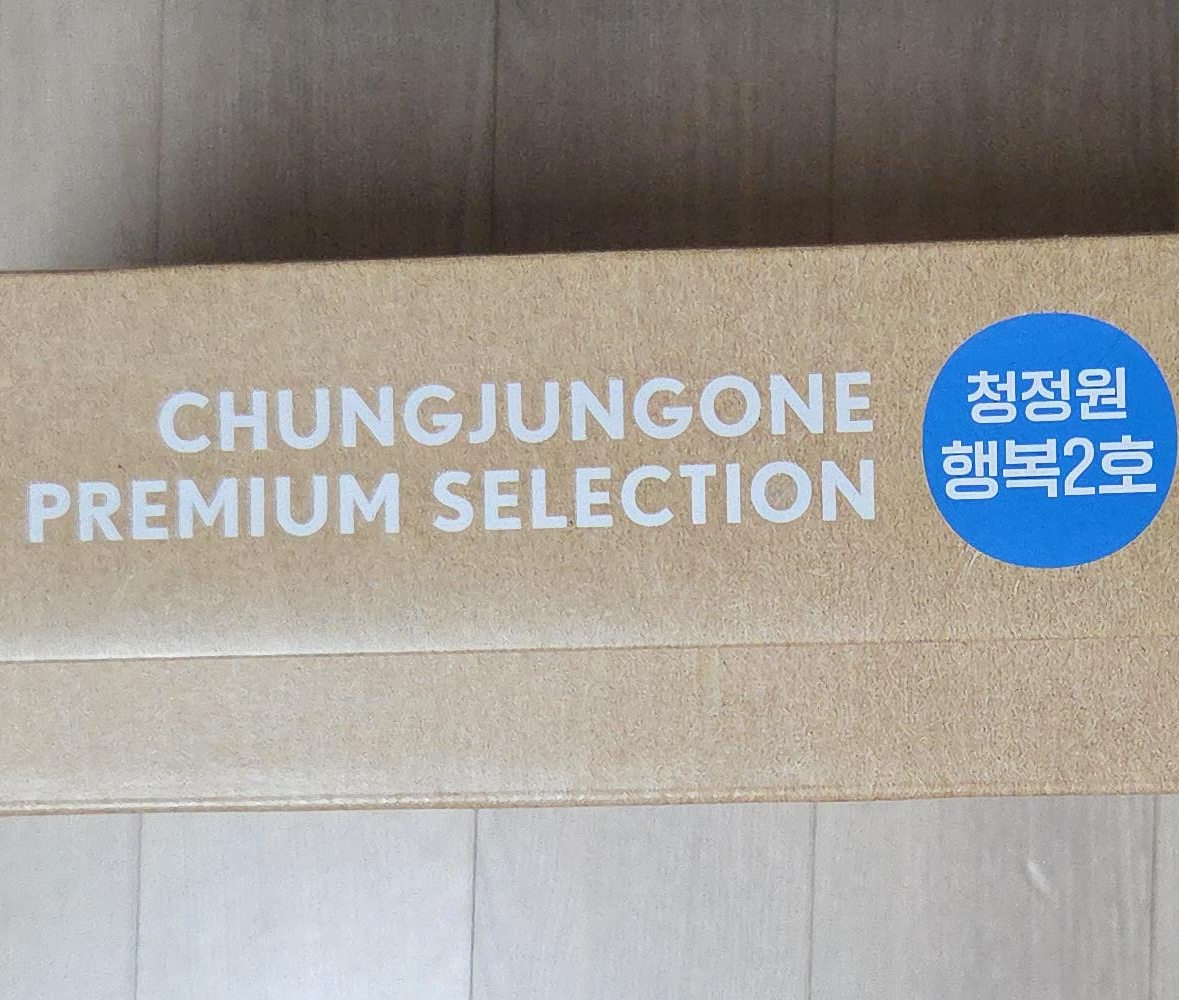 CHUNGJUNGONE
PREMIUM SELECTION
청정원
행복2호